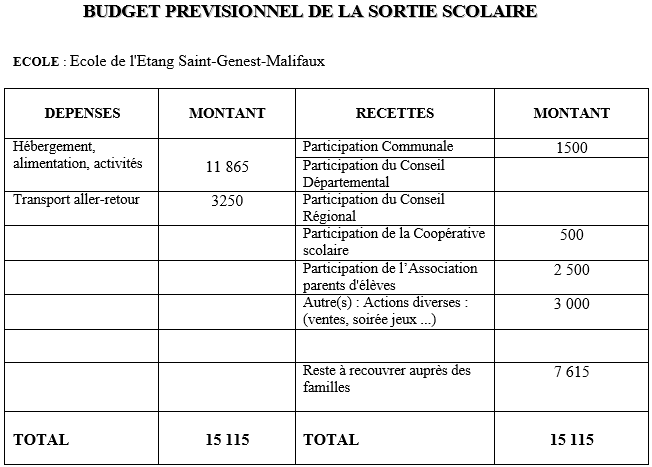 BUDGET PREVISIONNEL DE LA SORTIE SCOLAIRE
ECOLE : Ecole de l'Etang Saint-Genest-Malifaux
DEPENSES MONTANT RECETTES MONTANT
Hébergement,
alimentation, activités
11 865
Participation Communale 1500
Participation du Conseil
Départemental
Transport aller-retour 3250
Participation du Conseil
Régional
Participation de la Coopérative
scolaire
500
Participation de l’Association
parents d'élèves
2 500
Autre(s) : Actions diverses :
(ventes, soirée jeux ...)
3 000
Reste à recouvrer auprès des
familles
7 615
TOTAL 15 115 TOTAL 15 115